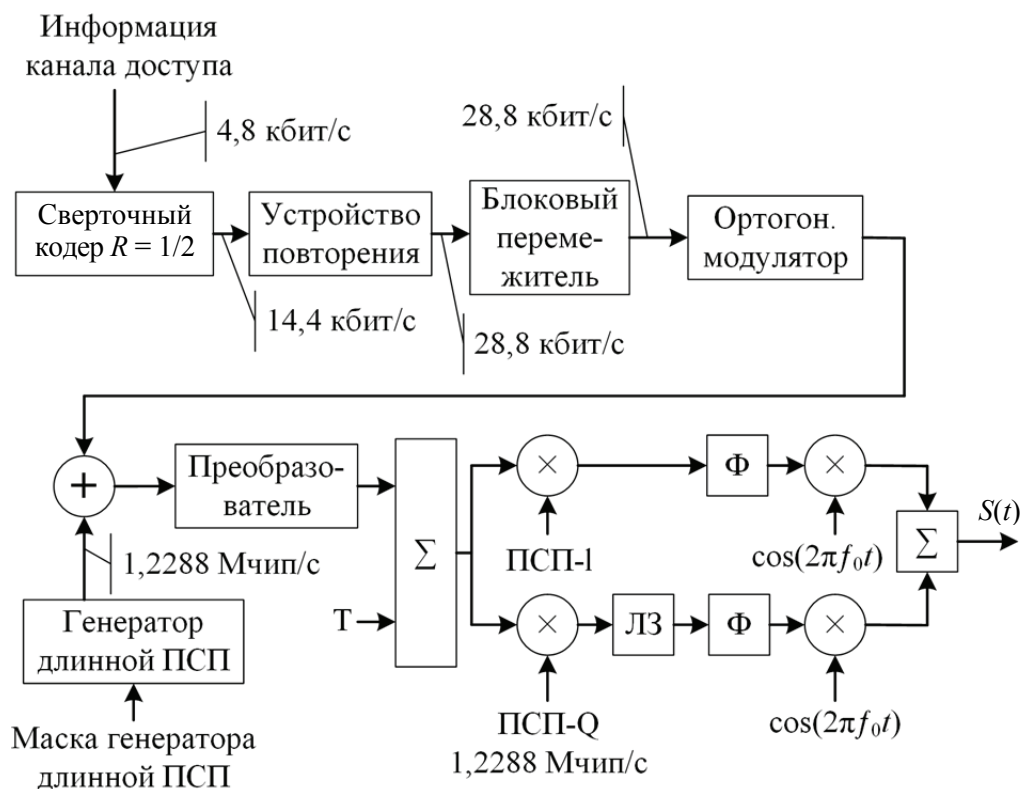 Информация
канала доступа
4,8 кбит/с
28,8 кбит/с
Сверточный
кодер R = 1/2
Устройство
повторения
Блоковый
переме-
житель
Ортогон.
модулятор
14,4 кбит/с
28,8 кбит/с
+
Преобразо-
ватель
Σ
×
Ф
×
S(t)
1,2288 Мчип/с
ПСП-l
cos(2πf₀t)
Σ
Генератор
длинной ПСП
T
×
ЛЗ
Ф
×
Маска генератора
длинной ПСП
ПСП-Q
1,2288 Мчип/с
cos(2πf₀t)